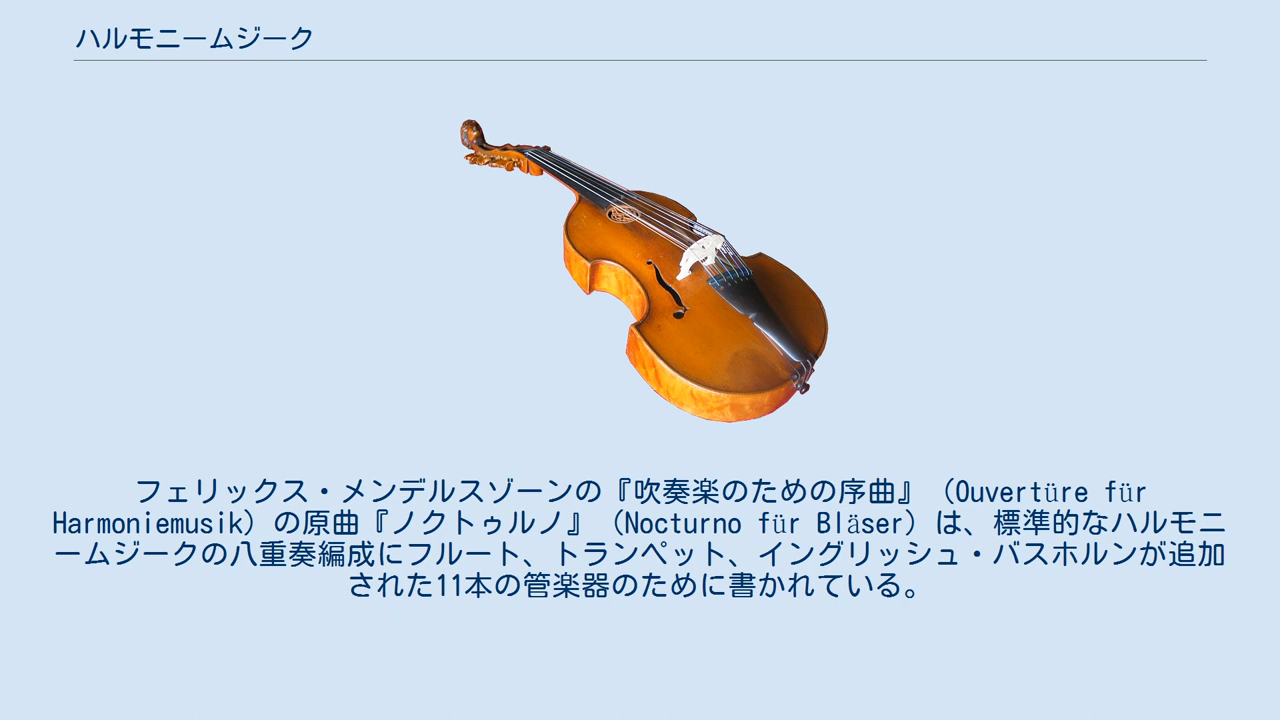 ハルモニームジーク
フェリックス・メンデルスゾーンの『吹奏楽のための序曲』（Ouvertüre für
Harmoniemusik）の原曲『ノクトゥルノ』（Nocturno für Bläser）は、標準的なハルモニ
ームジークの八重奏編成にフルート、トランペット、イングリッシュ・バスホルンが追加
された11本の管楽器のために書かれている。